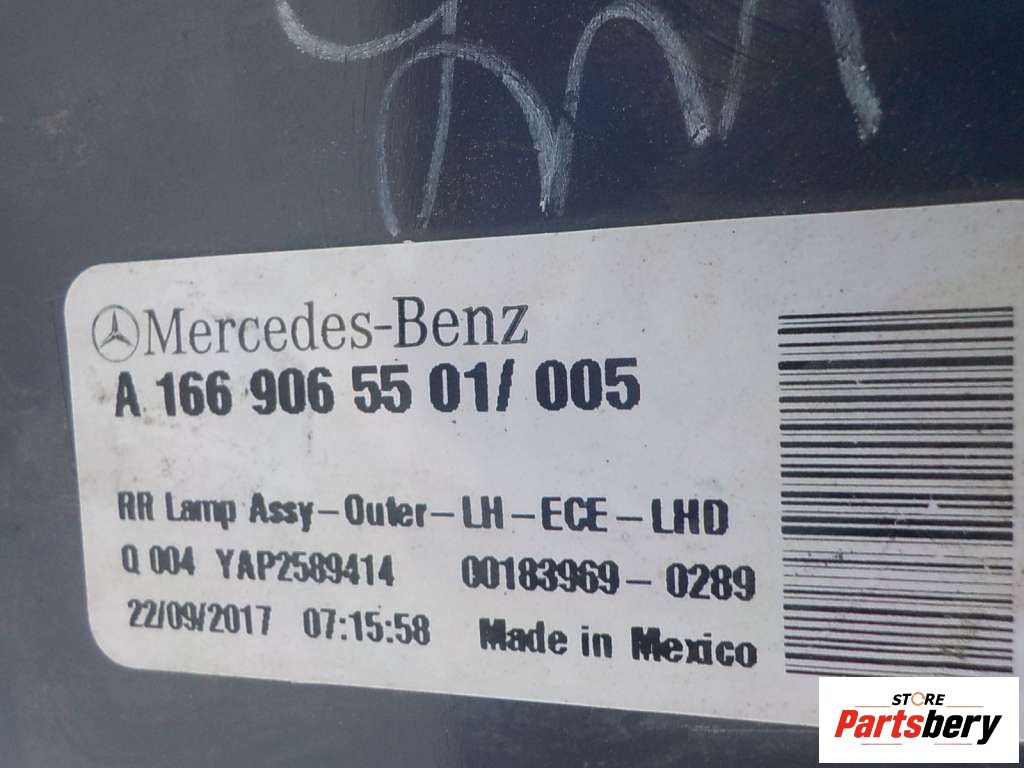 Mercedes-Benz
A 166 906 55 01/ 005
RR Lamp Assy-Outer-LH-ECE-LHD
Q 004 YAP2589414 00183969-0289
22/09/2017 07:15:58 Made in Mexico
STORE
Partsbery